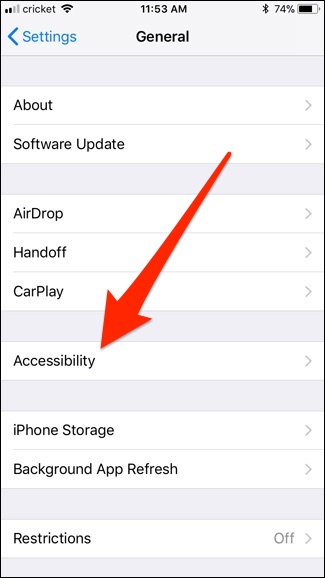 cricket 11:53 AM 74%
Settings General
About
Software Update
AirDrop
Handoff
CarPlay
Accessibility
iPhone Storage
Background App Refresh
Restrictions Off